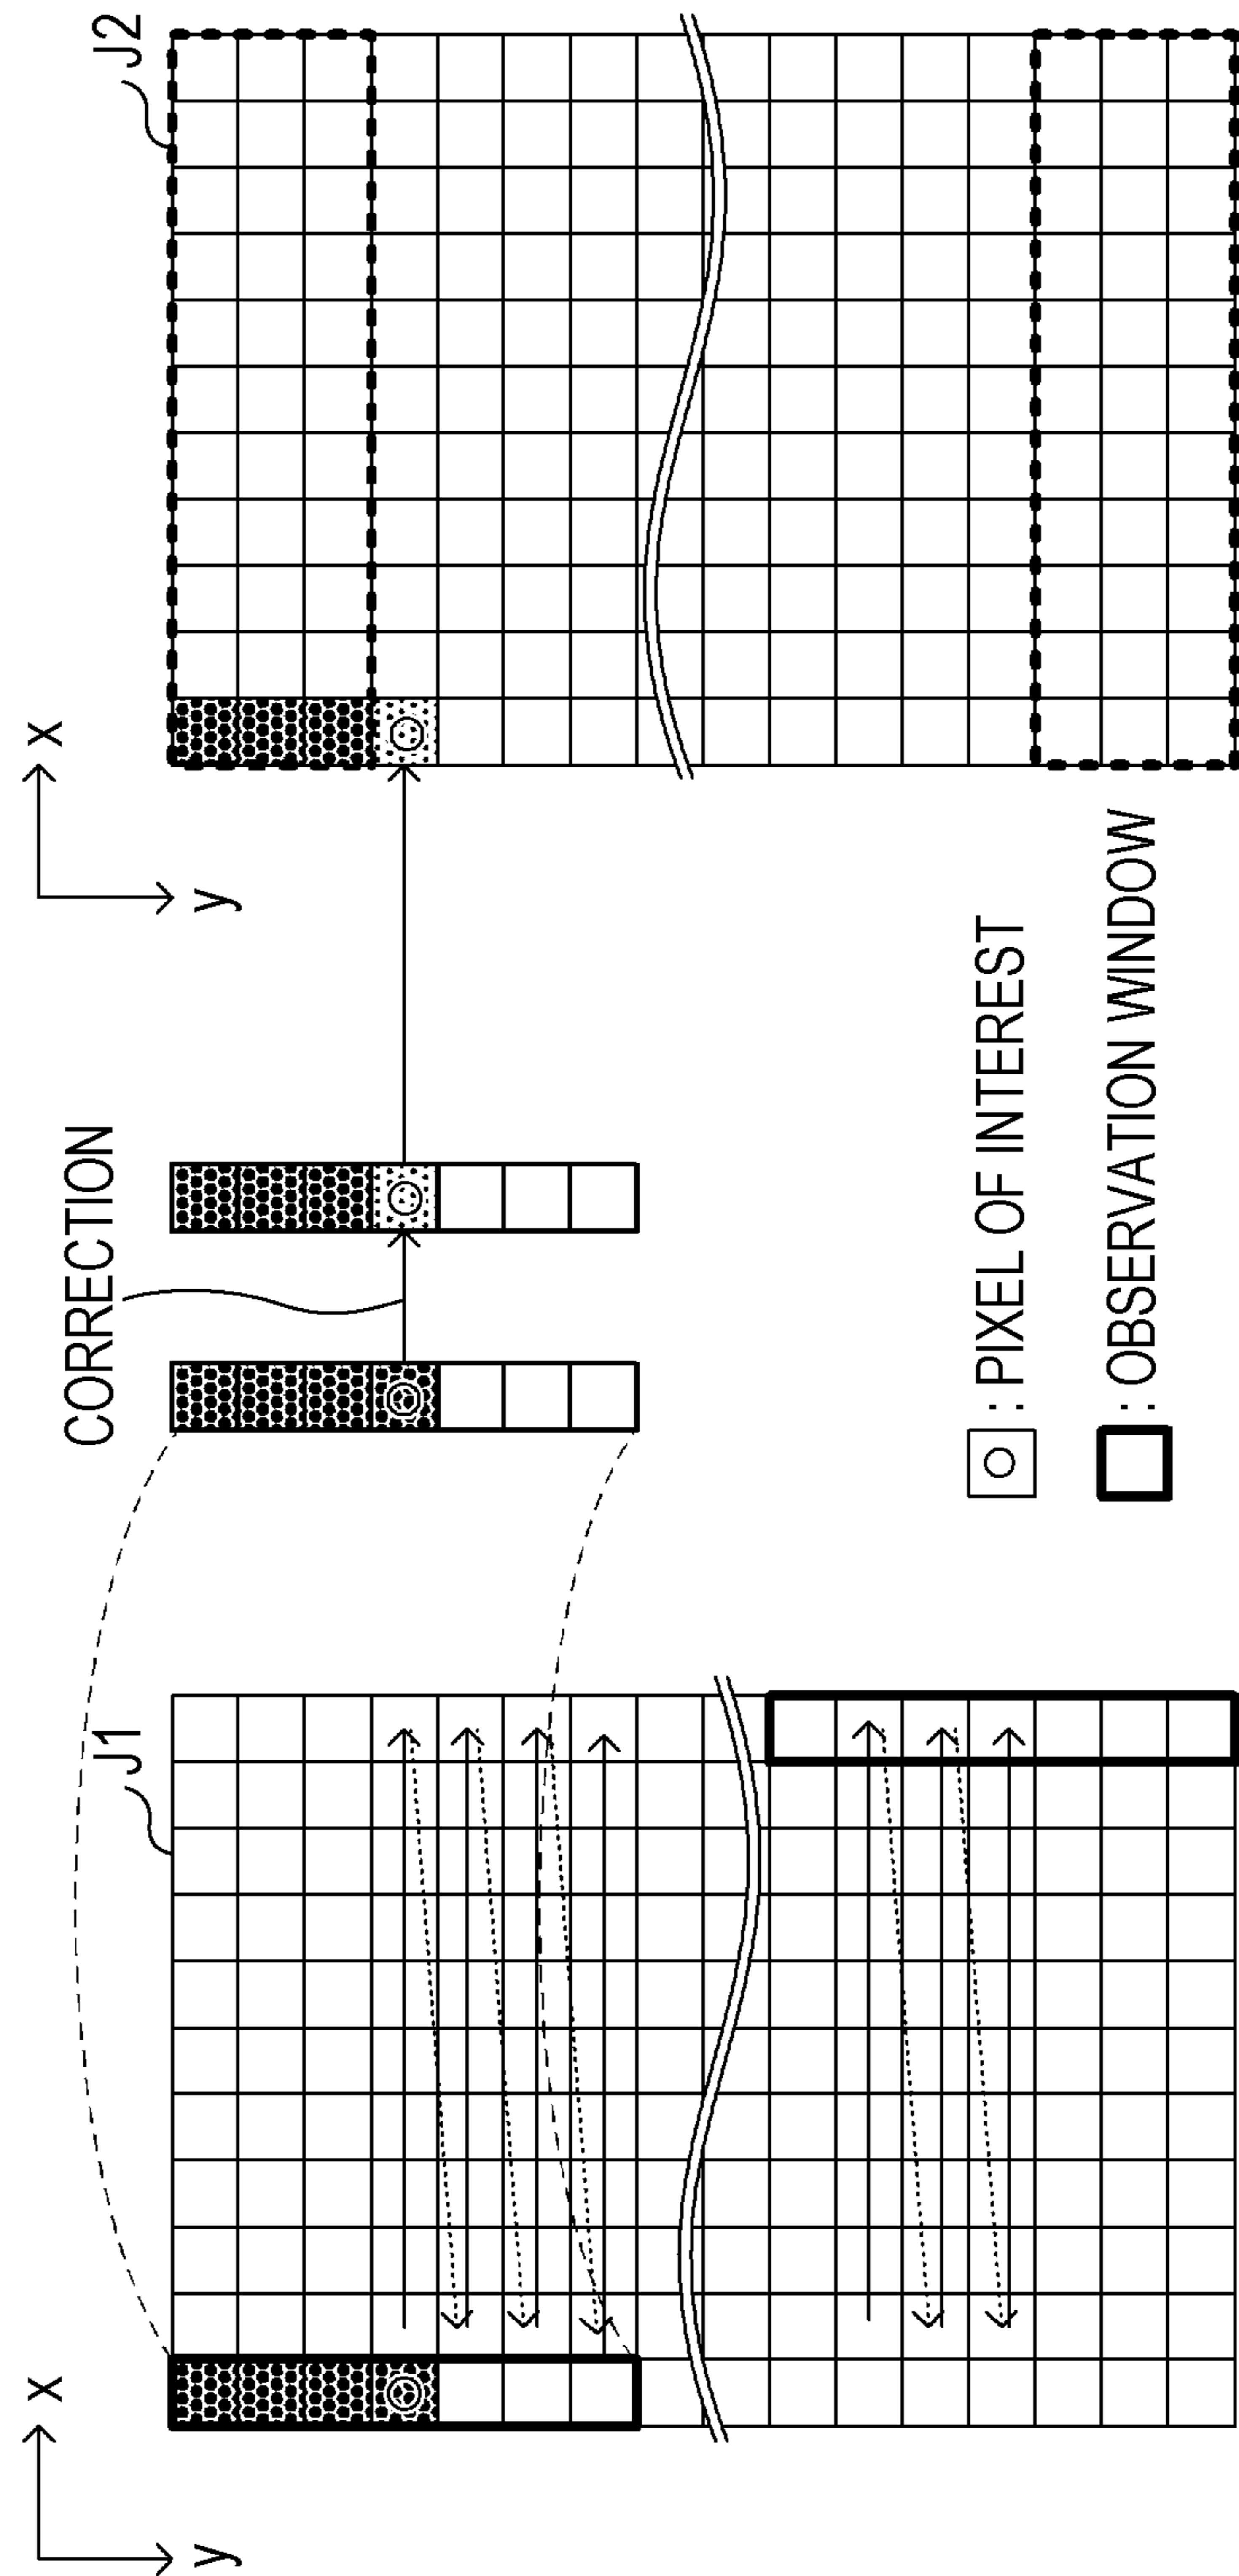 x
y
J1
CORRECTION
x
y
J2
: PIXEL OF INTEREST
: OBSERVATION WINDOW